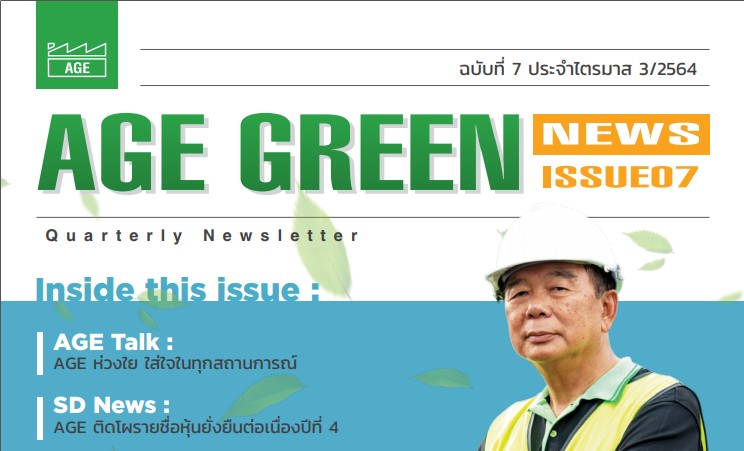 AGE
ฉบับที่ 7 ประจำไตรมาส 3/2564
AGE GREEN
NEWS
ISSUE07
Quarterly Newsletter
Inside this issue :
AGE Talk :
AGE ห่วงใย ใส่ใจในทุกสถานการณ์
SD News :
AGE ติดโผรายชื่อหุ้นยั่งยืนต่อเนื่องปีที่ 4